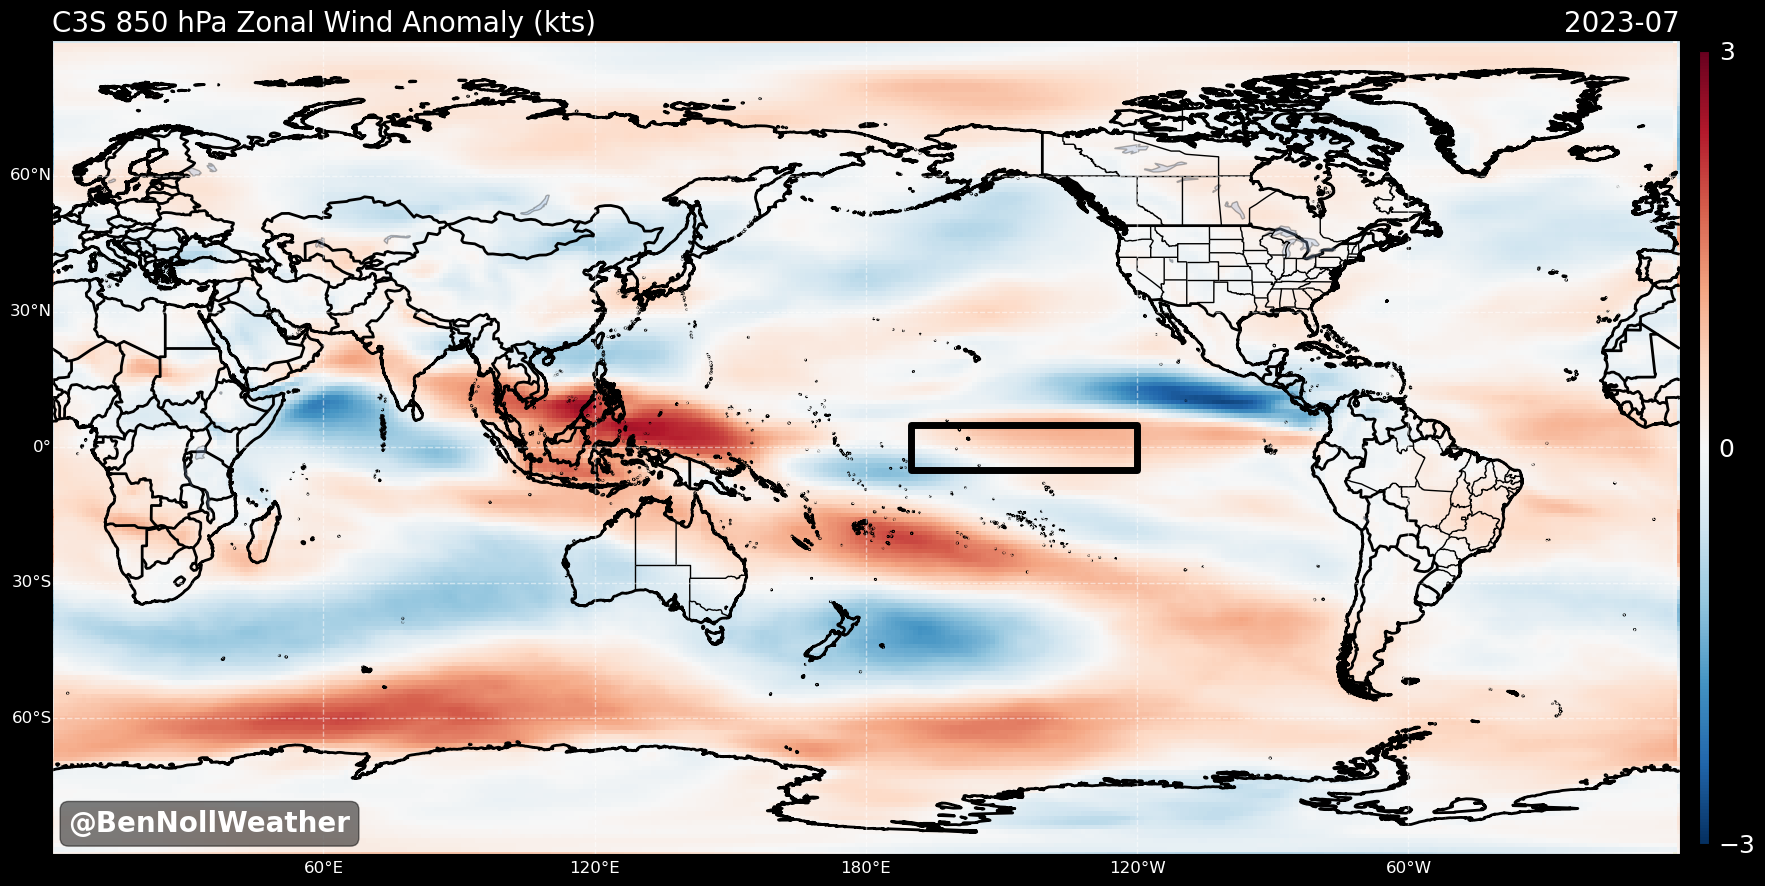 C3S 850 hPa Zonal Wind Anomaly (kts)
2023-07
3
60°N
30°N
0°
0
30°S
60°S
@BenNollWeather
−3
60°E
120°E
180°E
120°W
60°W